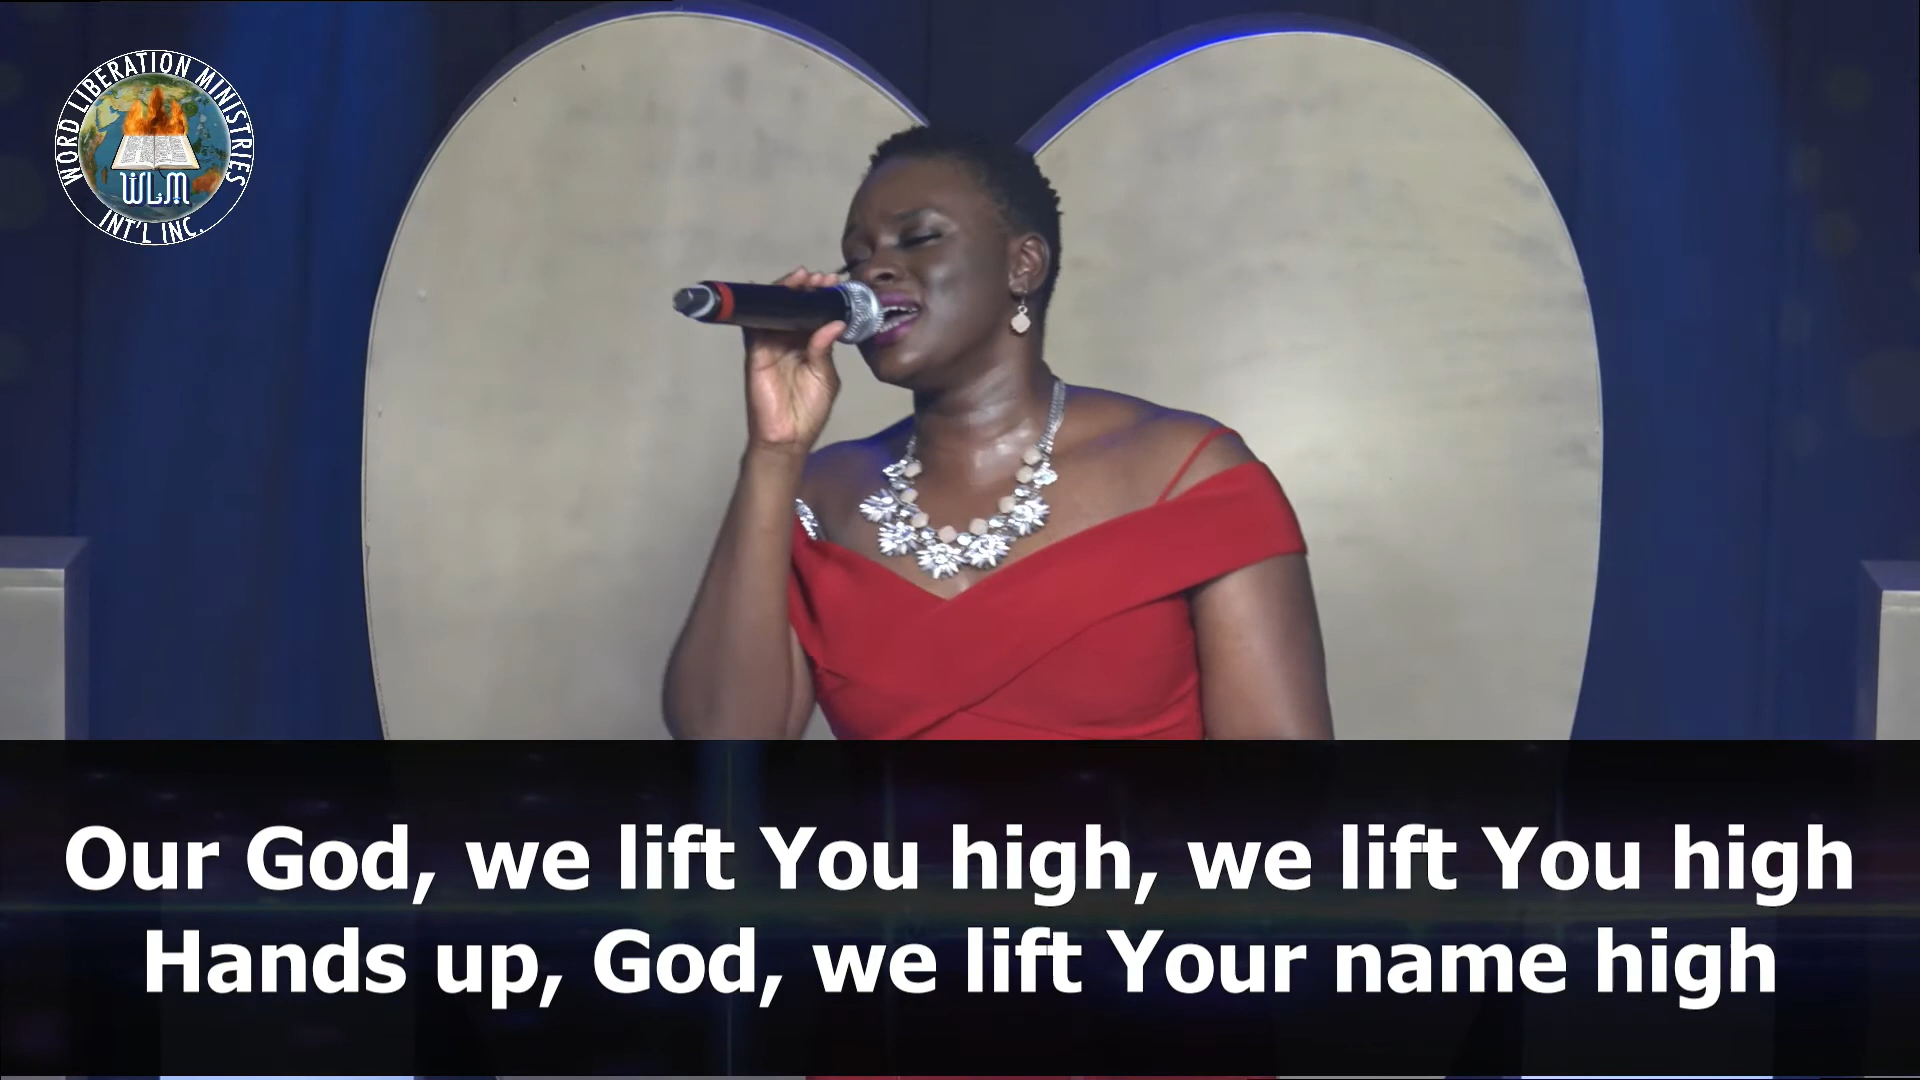 WORD LIBERATION MINISTRIES
WLM
INT'L INC.
Our God, we lift You high, we lift You high
Hands up, God, we lift Your name high